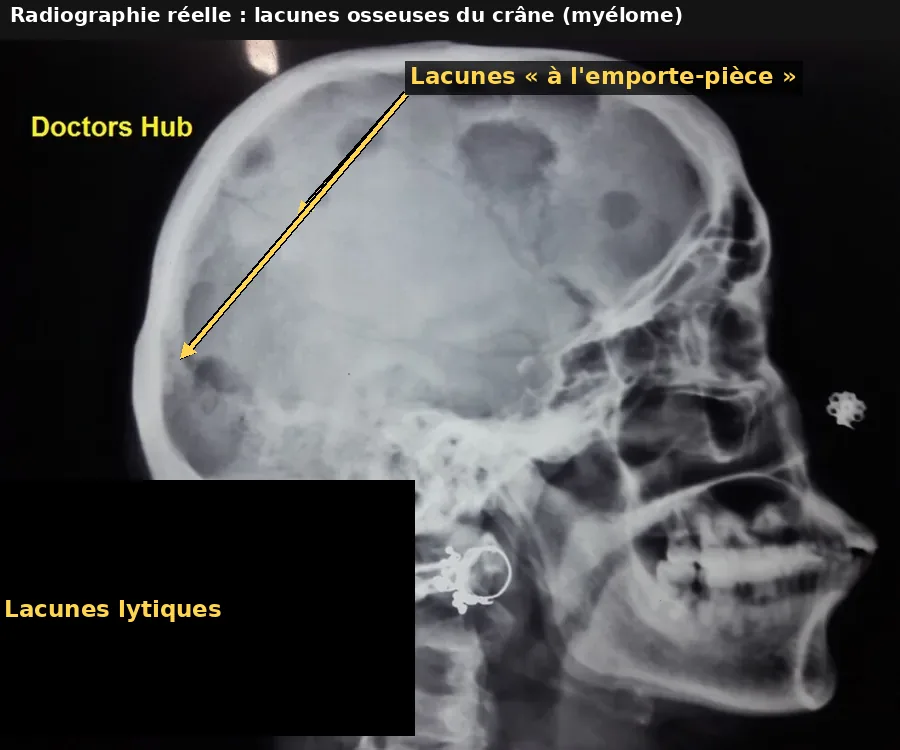 Radiographie réelle : lacunes osseuses du crâne (myélome)
Lacunes « à l'emporte-pièce »
Doctors Hub
Lacunes lytiques